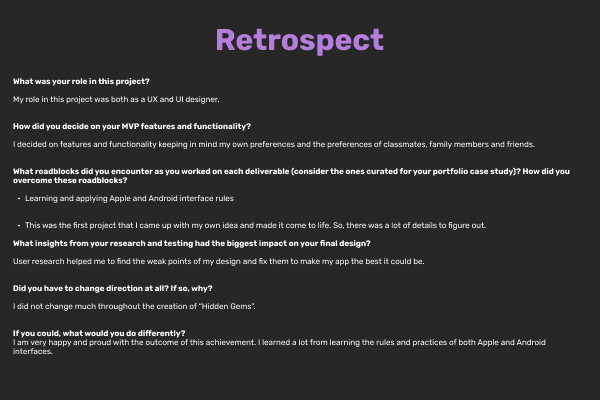 Retrospect
What was your role in this project?
My role in this project was both as a UX and UI designer.
How did you decide on your MVP features and functionality?
I decided on features and functionality keeping in mind my own preferences and the preferences of classmates, family members and friends.
What roadblocks did you encounter as you worked on each deliverable (consider the ones curated for your portfolio case study)? How did you
overcome these roadblocks?
• Learning and applying Apple and Android interface rules
• This was the first project that I came up with my own idea and made it come to life. So, there was a lot of details to figure out.
What insights from your research and testing had the biggest impact on your final design?
User research helped me to find the weak points of my design and fix them to make my app the best it could be.
Did you have to change direction at all? If so, why?
I did not change much throughout the creation of “Hidden Gems”.
If you could, what would you do differently?
I am very happy and proud with the outcome of this achievement. I learned a lot from learning the rules and practices of both Apple and Android
interfaces.